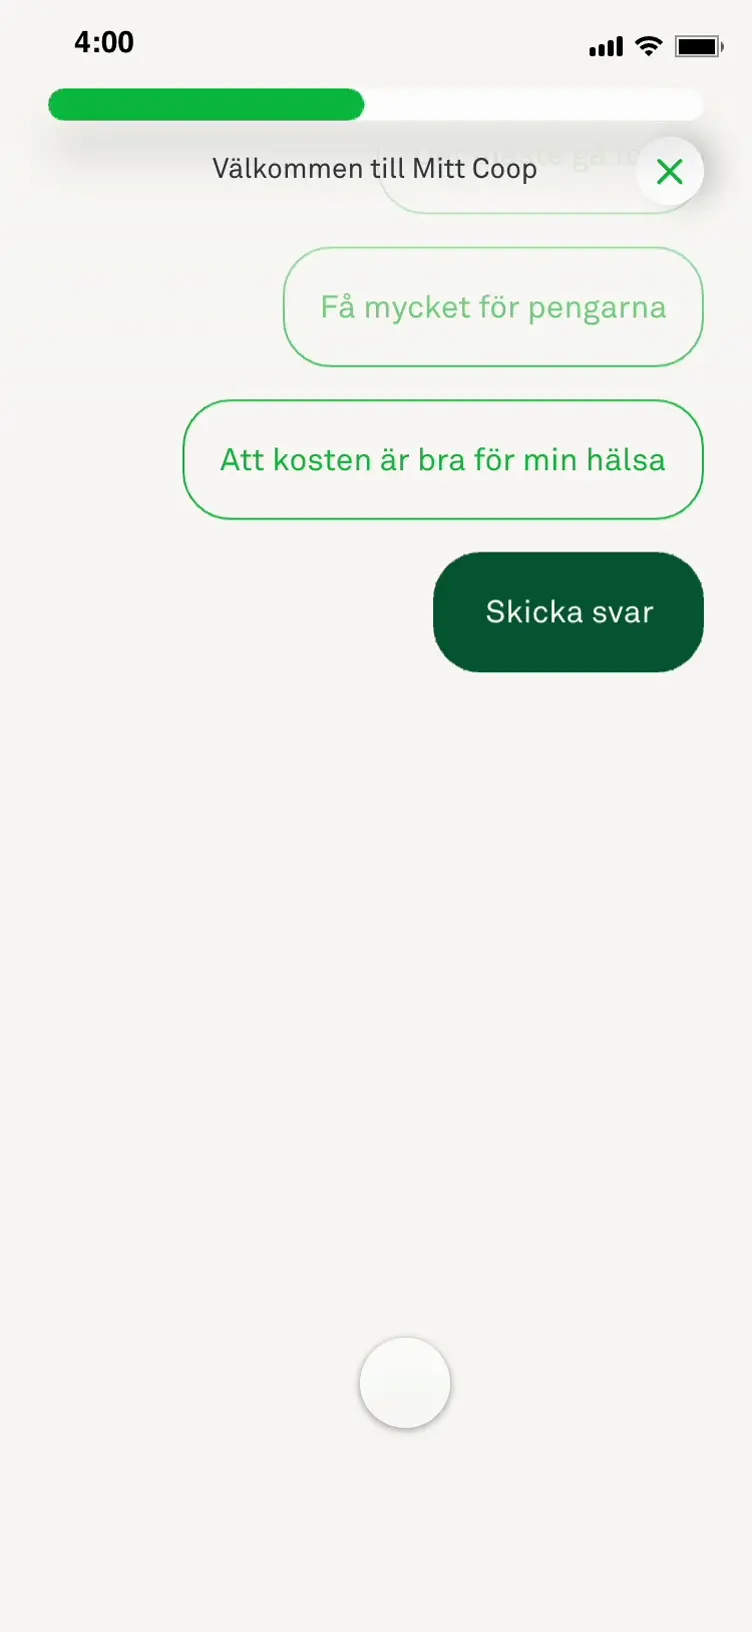 4:00
Välkommen till Mitt Coop
Få mycket för pengarna
Att kosten är bra för min hälsa
Skicka svar